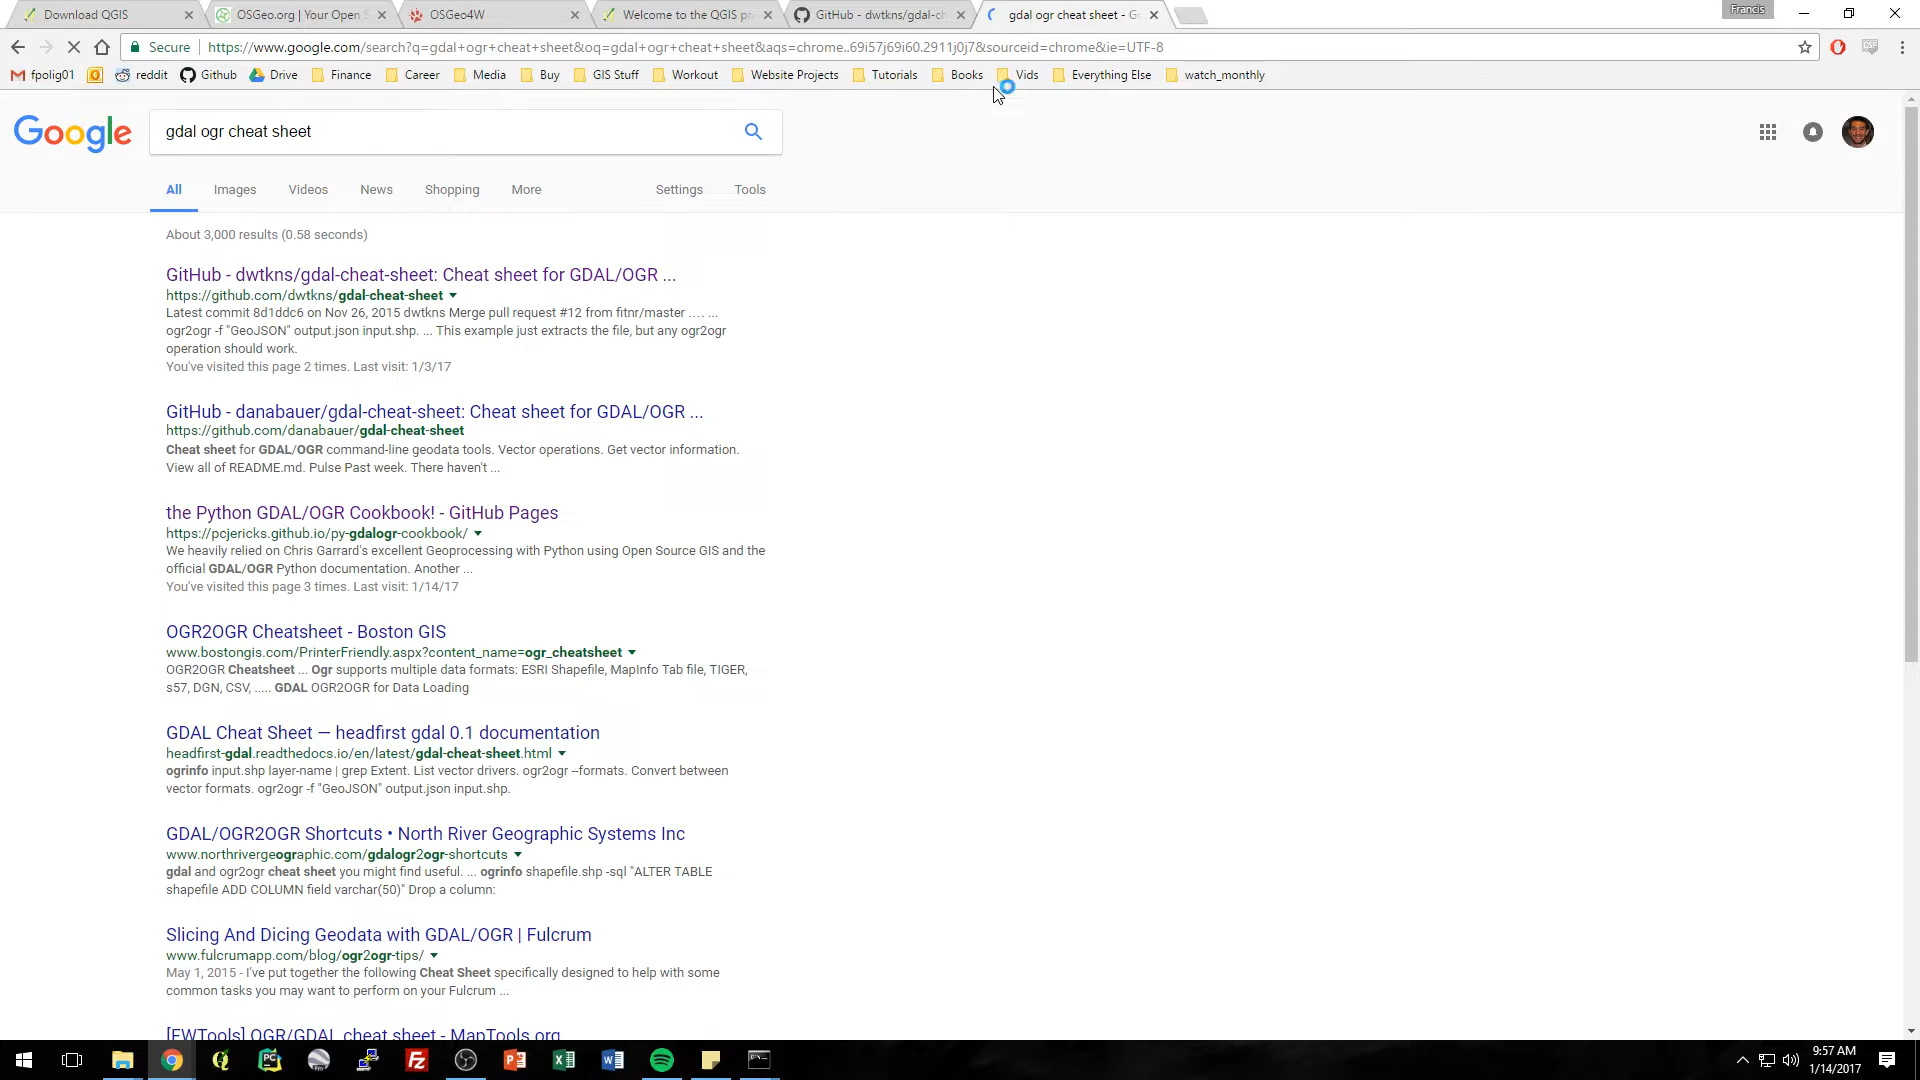 Download QGIS
OSGeo.org | Your Open S
OSGeo4W
Welcome to the QGIS pr
GitHub - dwtkns/gdal-ch
gdal ogr cheat sheet - G
Francis
Secure
https://www.google.com/search?q=gdal+ogr+cheat+sheet&oq=gdal+ogr+cheat+sheet&aqs=chrome..69i57j69i60.2911j0j7&sourceid=chrome&ie=UTF-8
fpolig01 reddit Github Drive Finance Career Media Buy GIS Stuff Workout Website Projects Tutorials Books Vids Everything Else watch_monthly
Google
gdal ogr cheat sheet
All Images Videos News Shopping More Settings Tools
About 3,000 results (0.58 seconds)
GitHub - dwtkns/gdal-cheat-sheet: Cheat sheet for GDAL/OGR ...
https://github.com/dwtkns/gdal-cheat-sheet
Latest commit 8d1ddc6 on Nov 26, 2015 dwtkns Merge pull request #12 from fitnr/master .... ...
ogr2ogr -f "GeoJSON" output.json input.shp. ... This example just extracts the file, but any ogr2ogr
operation should work.
You've visited this page 2 times. Last visit: 1/3/17
GitHub - danabauer/gdal-cheat-sheet: Cheat sheet for GDAL/OGR ...
https://github.com/danabauer/gdal-cheat-sheet
Cheat sheet for GDAL/OGR command-line geodata tools. Vector operations. Get vector information.
View all of README.md. Pulse Past week. There haven't ...
the Python GDAL/OGR Cookbook! - GitHub Pages
https://pcjericks.github.io/py-gdalogr-cookbook/
We heavily relied on Chris Garrard's excellent Geoprocessing with Python using Open Source GIS and the
official GDAL/OGR Python documentation. Another ...
You've visited this page 3 times. Last visit: 1/14/17
OGR2OGR Cheatsheet - Boston GIS
www.bostongis.com/PrinterFriendly.aspx?content_name=ogr_cheatsheet
OGR2OGR Cheatsheet ... Ogr supports multiple data formats: ESRI Shapefile, MapInfo Tab file, TIGER,
s57, DGN, CSV, ..... GDAL OGR2OGR for Data Loading
GDAL Cheat Sheet — headfirst gdal 0.1 documentation
headfirst-gdal.readthedocs.io/en/latest/gdal-cheat-sheet.html
ogrinfo input.shp layer-name | grep Extent. List vector drivers. ogr2ogr --formats. Convert between
vector formats. ogr2ogr -f "GeoJSON" output.json input.shp.
GDAL/OGR2OGR Shortcuts • North River Geographic Systems Inc
www.northrivergeographic.com/gdalogr2ogr-shortcuts
gdal and ogr2ogr cheat sheet you might find useful. ... ogrinfo shapefile.shp -sql "ALTER TABLE
shapefile ADD COLUMN field varchar(50)" Drop a column:
Slicing And Dicing Geodata with GDAL/OGR | Fulcrum
www.fulcrumapp.com/blog/ogr2ogr-tips/
May 1, 2015 - I've put together the following Cheat Sheet specifically designed to help with some
common tasks you may want to perform on your Fulcrum ...
[FWTools] OGR/GDAL cheat sheet - MapTools.org
9:57 AM
1/14/2017